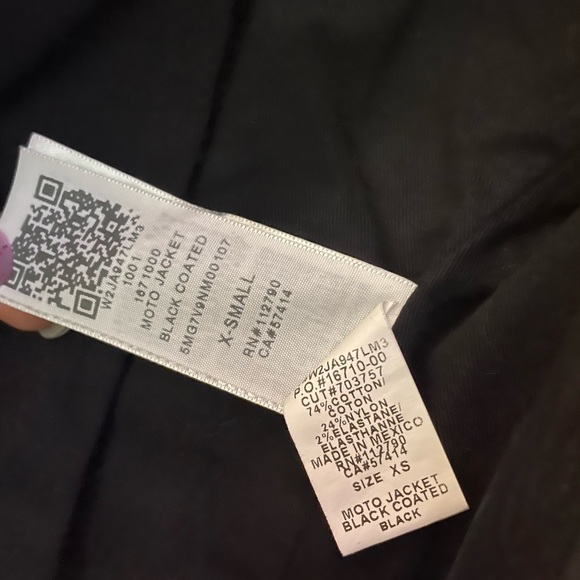 W2JA947LM3
1001
1671000
MOTO JACKET
BLACK COATED
5MG7V9NM00107
X-SMALL
RN#112790
CA#57414
W2JA947LM3
P.O.#16710-00
CUT#703757
74%COTTON/
COTON
24%NYLON
2%ELASTANE/
ELASTHANNE
MADE IN MEXICO
RN#112790
CA#57414
SIZE XS
MOTO JACKET
BLACK COATED
BLACK